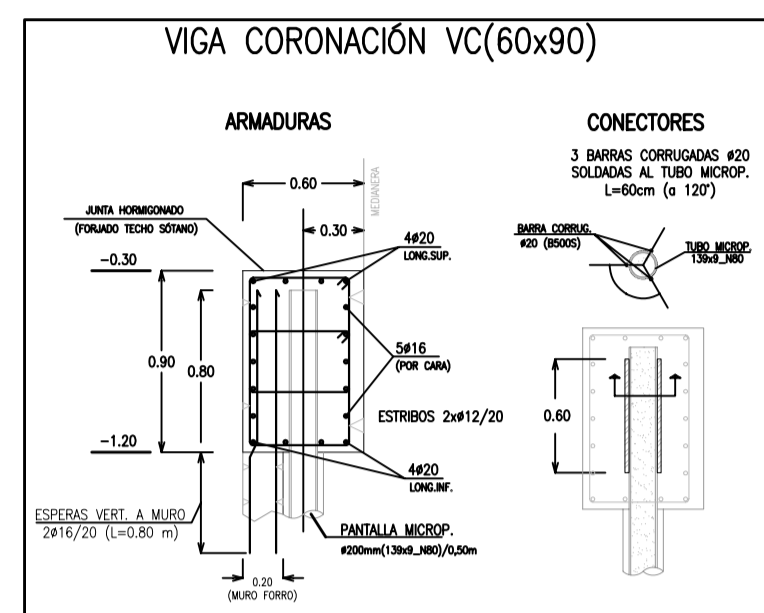 VIGA CORONACIÓN VC(60x90)
ARMADURAS
0.60
MEDIANERA
JUNTA HORMIGONADO
(FORJADO TECHO SÓTANO)
0.30
4ø20
LONG.SUP.
-0.30
0.90
0.80
5ø16
(POR CARA)
ESTRIBOS 2xø12/20
-1.20
4ø20
LONG.INF.
ESPERAS VERT. A MURO
2ø16/20 (L=0.80 m)
PANTALLA MICROP.
ø200mm(139x9_N80)/0,50m
0.20
(MURO FORRO)
CONECTORES
3 BARRAS CORRUGADAS ø20
SOLDADAS AL TUBO MICROP.
L=60cm (a 120°)
BARRA CORRUG.
ø20 (B500S)
TUBO MICROP.
139x9_N80
0.60